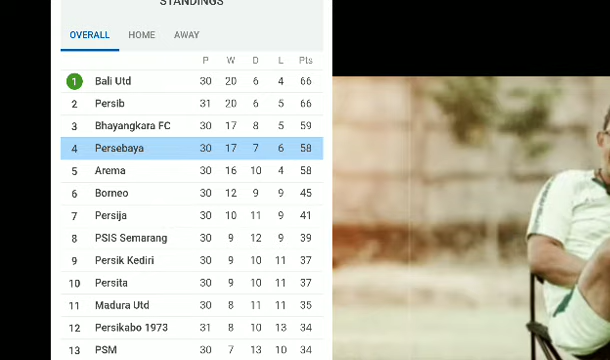 STANDINGS
OVERALL HOME AWAY
P W D L Pts
1 Bali Utd 30 20 6 4 66
2 Persib 31 20 6 5 66
3 Bhayangkara FC 30 17 8 5 59
4 Persebaya 30 17 7 6 58
5 Arema 30 16 10 4 58
6 Borneo 30 12 9 9 45
7 Persija 30 10 11 9 41
8 PSIS Semarang 30 9 12 9 39
9 Persik Kediri 30 9 10 11 37
10 Persita 30 9 10 11 37
11 Madura Utd 30 8 11 11 35
12 Persikabo 1973 31 8 10 13 34
13 PSM 30 7 13 10 34